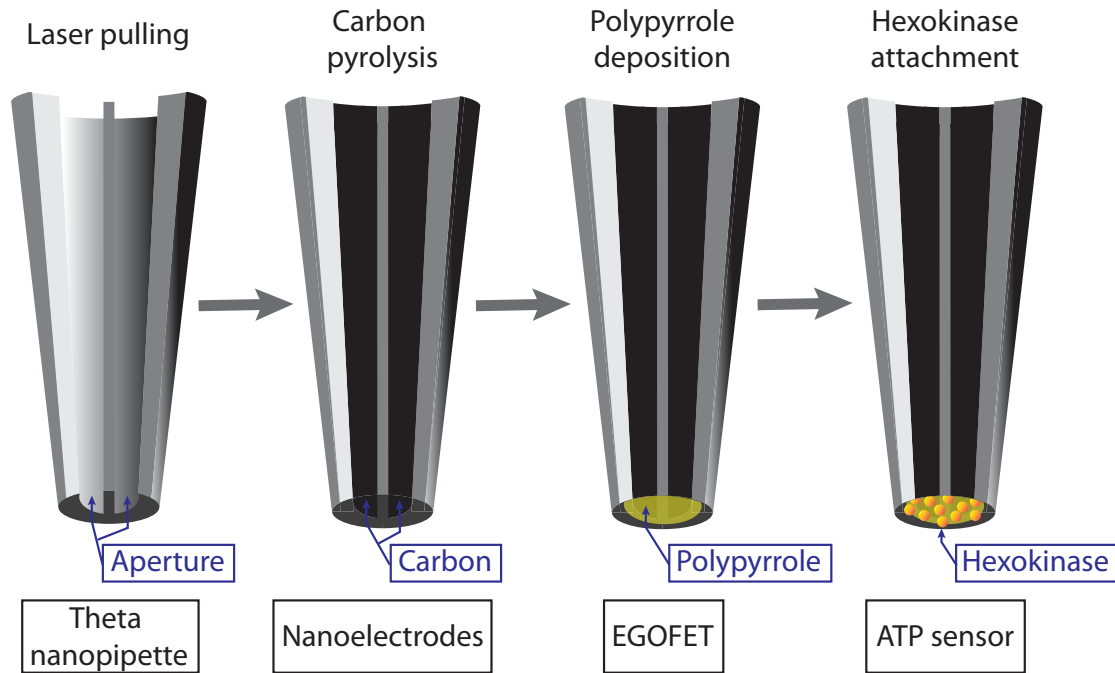 Laser pulling
Carbon
pyrolysis
Polypyrrole
deposition
Hexokinase
attachment
Aperture
Carbon
Polypyrrole
Hexokinase
Theta
nanopipette
Nanoelectrodes
EGOFET
ATP sensor